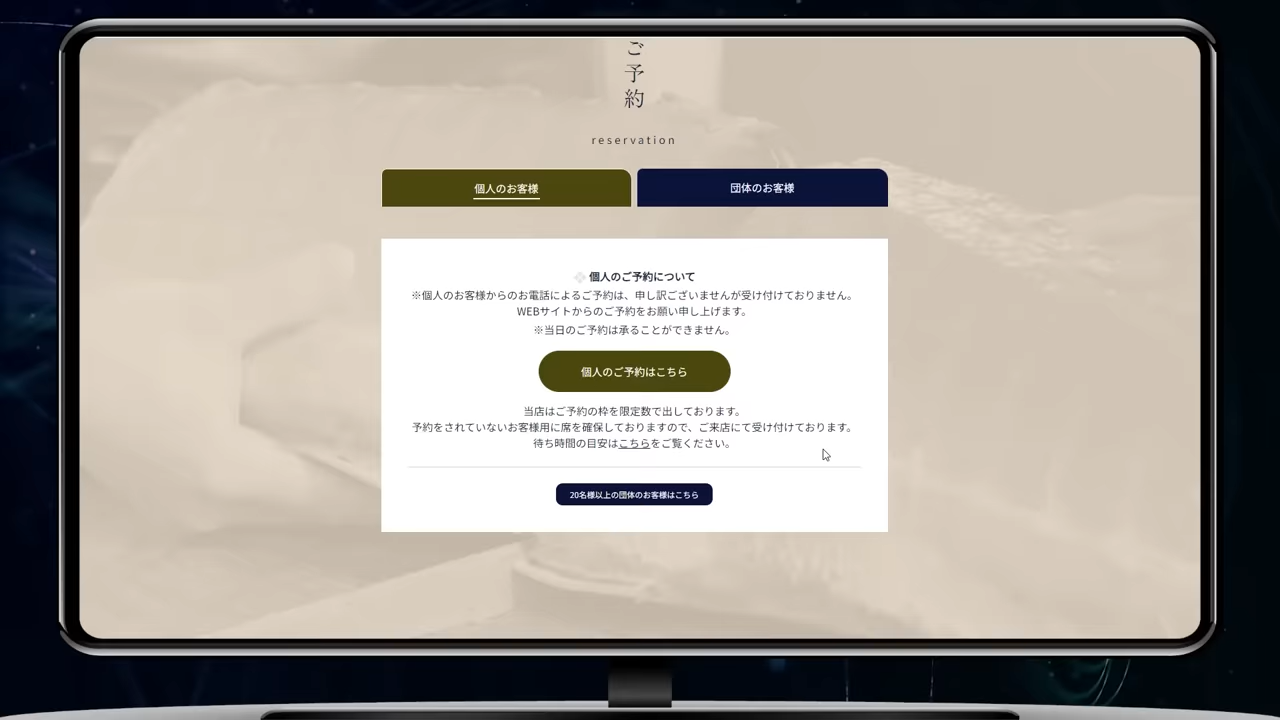 ご予約
reservation
個人のお客様
団体のお客様
個人のご予約について
※個人のお客様からのお電話によるご予約は、申し訳ございませんが受け付けておりません。
WEBサイトからのご予約をお願い申し上げます。
※当日のご予約は承ることができません。
個人のご予約はこちら
当店はご予約の枠を限定数で出しております。
予約をされていないお客様用に席を確保しておりますので、ご来店にて受け付けております。
待ち時間の目安はこちらをご覧ください。
20名様以上の団体のお客様はこちら